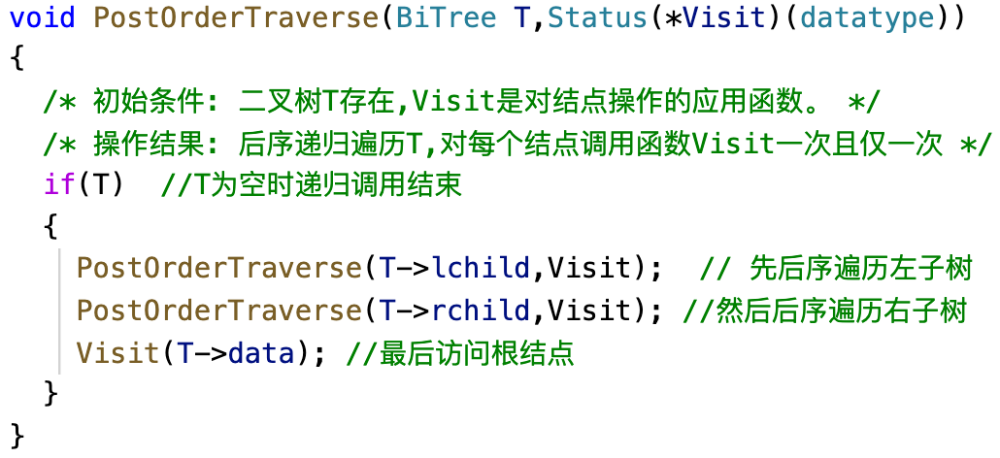 void PostOrderTraverse(BiTree T,Status(*Visit)(datatype))
{
/* 初始条件: 二叉树T存在,Visit是对结点操作的应用函数。 */
/* 操作结果: 后序递归遍历T,对每个结点调用函数Visit一次且仅一次 */
if(T)  //T为空时递归调用结束
{
PostOrderTraverse(T->lchild,Visit);  // 先后序遍历左子树
PostOrderTraverse(T->rchild,Visit); //然后后序遍历右子树
Visit(T->data); //最后访问根结点
}
}